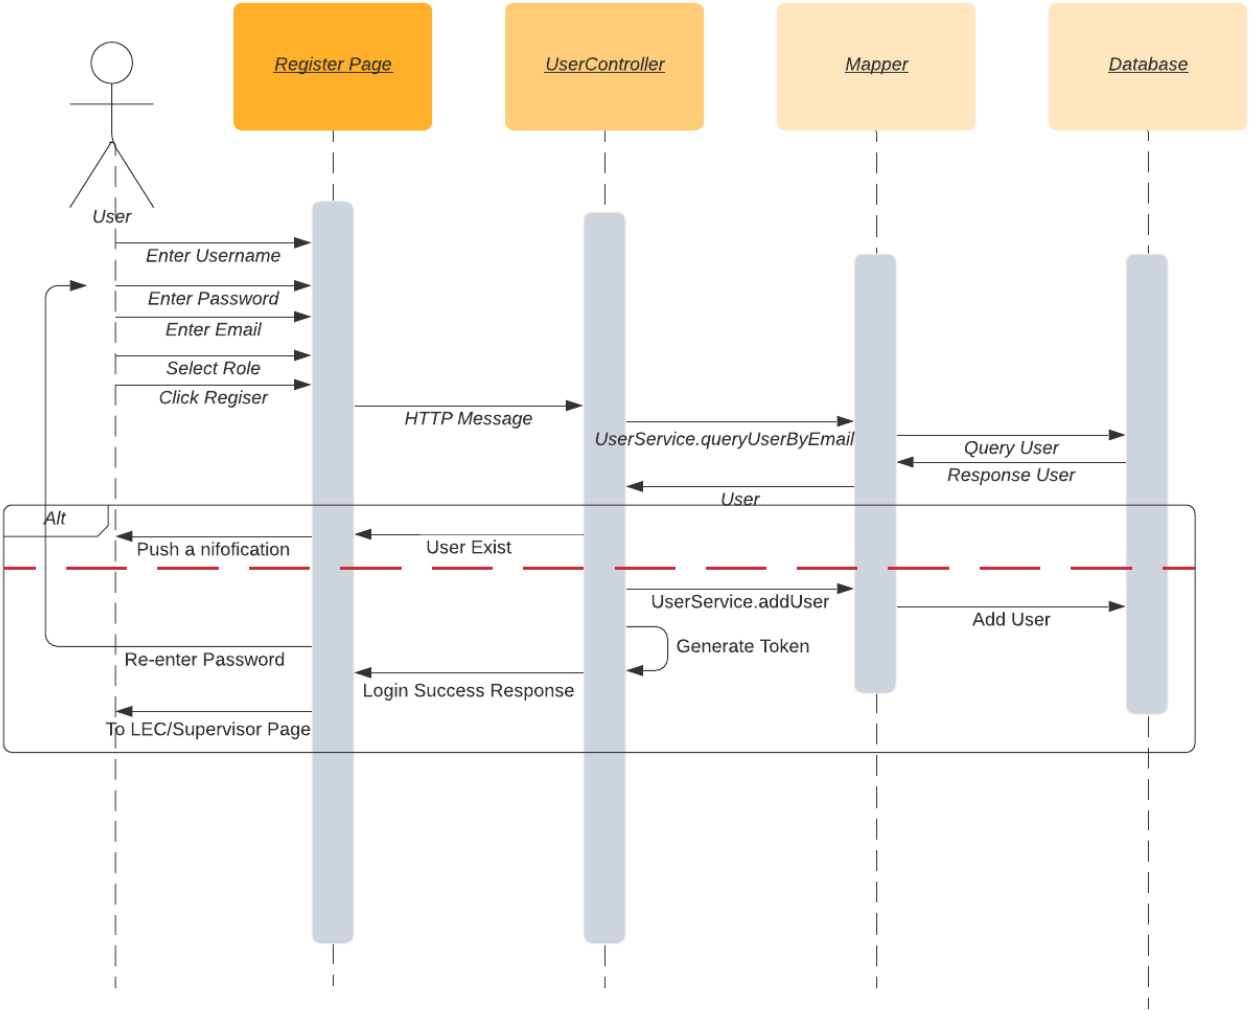 Register Page
UserController
Mapper
Database
User
Enter Username
Enter Password
Enter Email
Select Role
Click Regiser
HTTP Message
UserService.queryUserByEmail
Query User
Response User
User
Alt
User Exist
Push a nifofication
UserService.addUser
Add User
Generate Token
Re-enter Password
Login Success Response
To LEC/Supervisor Page